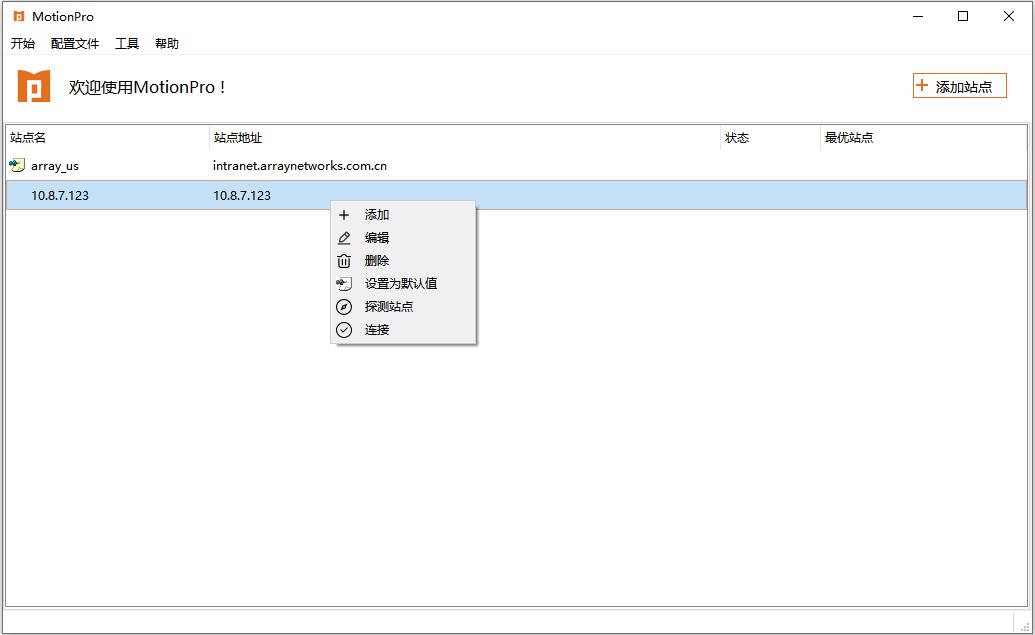 MotionPro
开始 配置文件 工具 帮助
欢迎使用MotionPro！
添加站点
站点名 站点地址 状态 最优站点
array_us intranet.arraynetworks.com.cn
10.8.7.123 10.8.7.123
添加
编辑
删除
设置为默认值
探测站点
连接